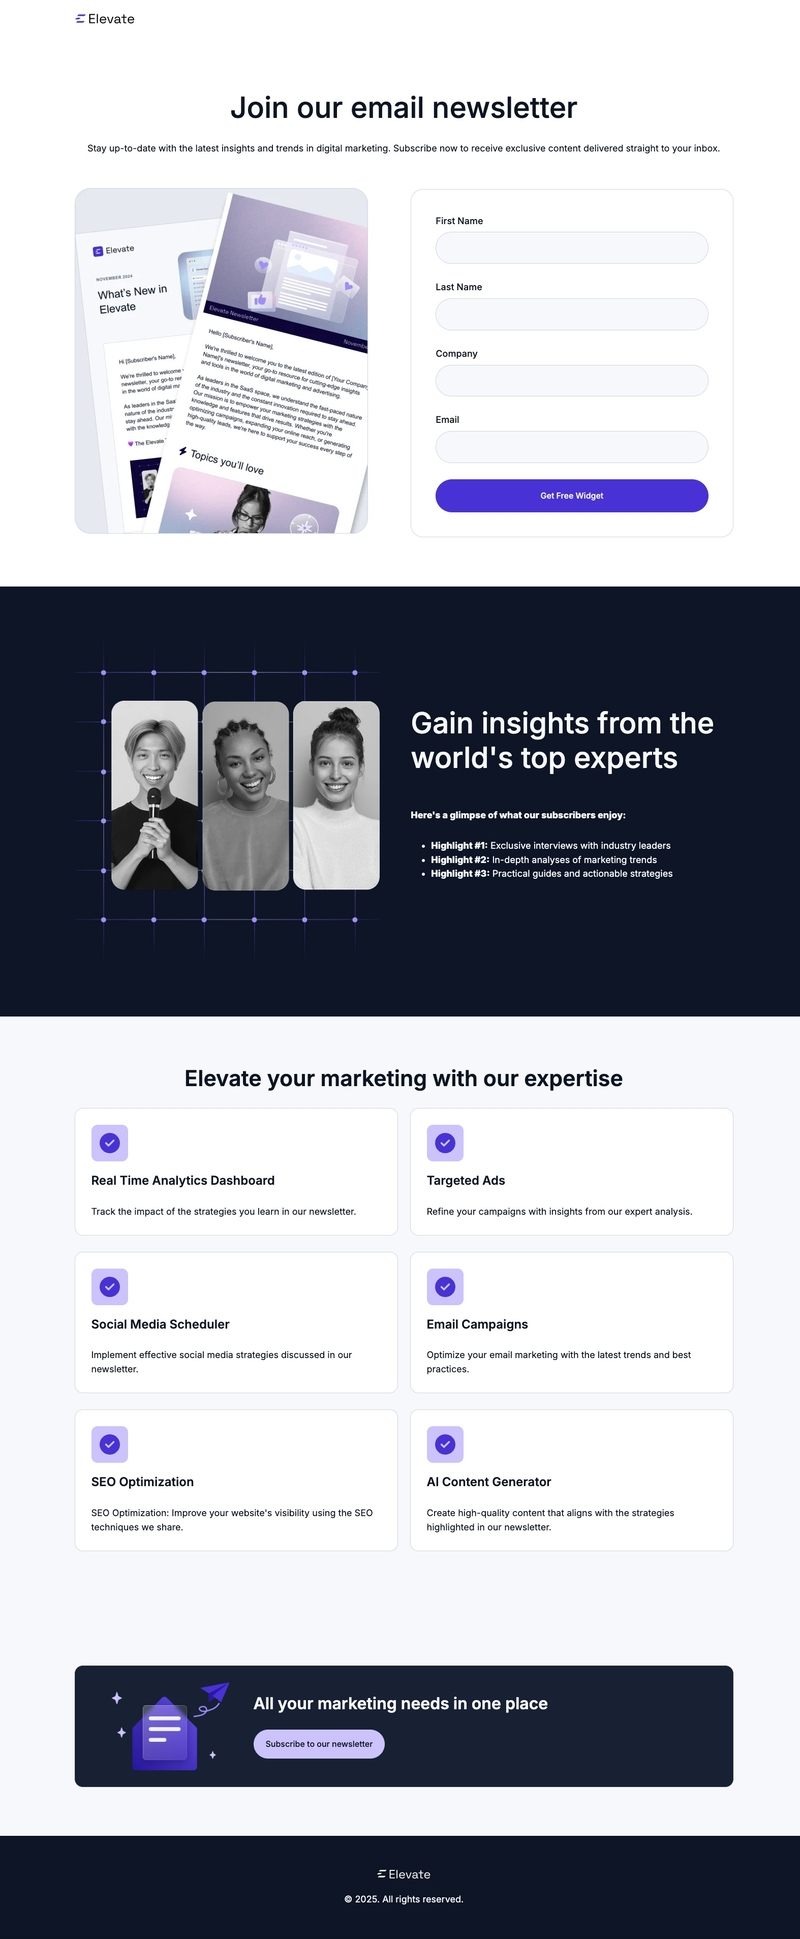 Elevate
Join our email newsletter
Stay up-to-date with the latest insights and trends in digital marketing. Subscribe now to receive exclusive content delivered straight to your inbox.
Elevate
NOVEMBER 2024
What's New in
Elevate
Hi [Subscriber's Name],
We're thrilled to welcome
newsletter, your go-to
in the world of digital
As leaders in the SaaS
nature of the
stay ahead. Our
with the
💜 The Elevate
Elevate Newsletter
Hello [Subscriber's Name],
We're thrilled to welcome you to the latest edition of [Your Company
Name]'s newsletter, your go-to resource for cutting-edge insights
and tools in the world of digital marketing and advertising.
As leaders in the SaaS space, we understand the fast-paced nature
of the industry and the constant innovation required to stay ahead.
Our mission is to empower your marketing strategies with the
knowledge and features that drive results. Whether you're
optimizing campaigns, expanding your online reach, or generating
high-quality leads, we're here to support your success every step of
the way.
Topics you'll love
First Name
Last Name
Company
Email
Get Free Widget
Gain insights from the
world's top experts
Here's a glimpse of what our subscribers enjoy:
• Highlight #1: Exclusive interviews with industry leaders
• Highlight #2: In-depth analyses of marketing trends
• Highlight #3: Practical guides and actionable strategies
Elevate your marketing with our expertise
Real Time Analytics Dashboard
Track the impact of the strategies you learn in our newsletter.
Targeted Ads
Refine your campaigns with insights from our expert analysis.
Social Media Scheduler
Implement effective social media strategies discussed in our
newsletter.
Email Campaigns
Optimize your email marketing with the latest trends and best
practices.
SEO Optimization
SEO Optimization: Improve your website's visibility using the SEO
techniques we share.
AI Content Generator
Create high-quality content that aligns with the strategies
highlighted in our newsletter.
All your marketing needs in one place
Subscribe to our newsletter
Elevate
© 2025. All rights reserved.